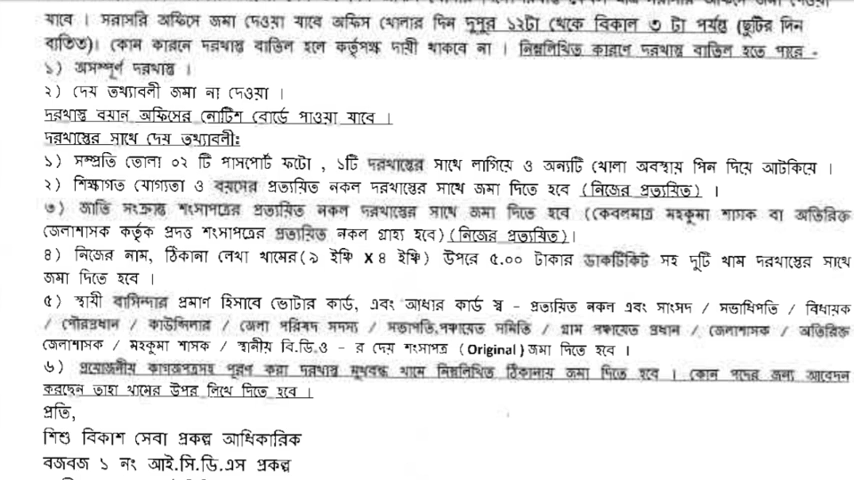 যাবে । সরাসরি অফিসে জমা দেওয়া যাবে অফিস খোলার দিন দুপুর ১২টা থেকে বিকাল ৩ টা পর্যন্ত (ছুটির দিন
ব্যতিত)। কোন কারনে দরখাস্ত বাতিল হলে কর্তৃপক্ষ দায়ী থাকবে না । নিম্নলিখিত কারণে দরখাস্ত বাতিল হতে পারে -
১) অসম্পূর্ণ দরখাস্ত ।
২) দেয় তথ্যাবলী জমা না দেওয়া ।
দরখাস্ত বয়ান অফিসের নোটিশ বোর্ডে পাওয়া যাবে ।
দরখাস্তের সাথে দেয় তথ্যাবলী:
১) সম্প্রতি তোলা ০২ টি পাসপোর্ট ফটো , ১টি দরখাস্তের সাথে লাগিয়ে ও অন্যটি খোলা অবস্থায় পিন দিয়ে আটকিয়ে ।
২) শিক্ষাগত যোগ্যতা ও বয়সের প্রত্যয়িত নকল দরখাস্তের সাথে জমা দিতে হবে (নিজের প্রত্যয়িত) ।
৩) জাতি সংক্রান্ত শংসাপত্রের প্রত্যয়িত নকল দরখাস্তের সাথে জমা দিতে হবে (কেবলমাত্র মহকুমা শাসক বা অতিরিক্ত
জেলাশাসক কর্তৃক প্রদত্ত শংসাপত্রের প্রত্যয়িত নকল গ্রাহ্য হবে) (নিজের প্রত্যয়িত)।
৪) নিজের নাম, ঠিকানা লেখা খামের(৯ ইঞ্চি X ৪ ইঞ্চি) উপরে ৫.০০ টাকার ডাকটিকিট সহ দুটি খাম দরখাস্তের সাথে
জমা দিতে হবে ।
৫) স্থায়ী বাসিন্দার প্রমাণ হিসাবে ভোটার কার্ড, এবং আধার কার্ড স্ব - প্রত্যয়িত নকল এবং সাংসদ / সভাধিপতি / বিধায়ক
/ পৌরপ্রধান / কাউন্সিলার / জেলা পরিষদ সদস্য / সভাপতি,পঞ্চায়েত সমিতি / গ্রাম পঞ্চায়েত প্রধান / জেলাশাসক / অতিরিক্ত
জেলাশাসক / মহকুমা শাসক / স্থানীয় বি.ডি.ও - র দেয় শংসাপত্র (Original) জমা দিতে হবে ।
৬) প্রয়োজনীয় কাগজপত্রসহ পূরণ করা দরখাস্ত মুখবন্ধ খামে নিম্নলিখিত ঠিকানায় জমা দিতে হবে । কোন পদের জন্য আবেদন
করছেন তাহা খামের উপর লিখে দিতে হবে ।
প্রতি,
শিশু বিকাশ সেবা প্রকল্প আধিকারিক
বজবজ ১ নং আই.সি.ডি.এস প্রকল্প